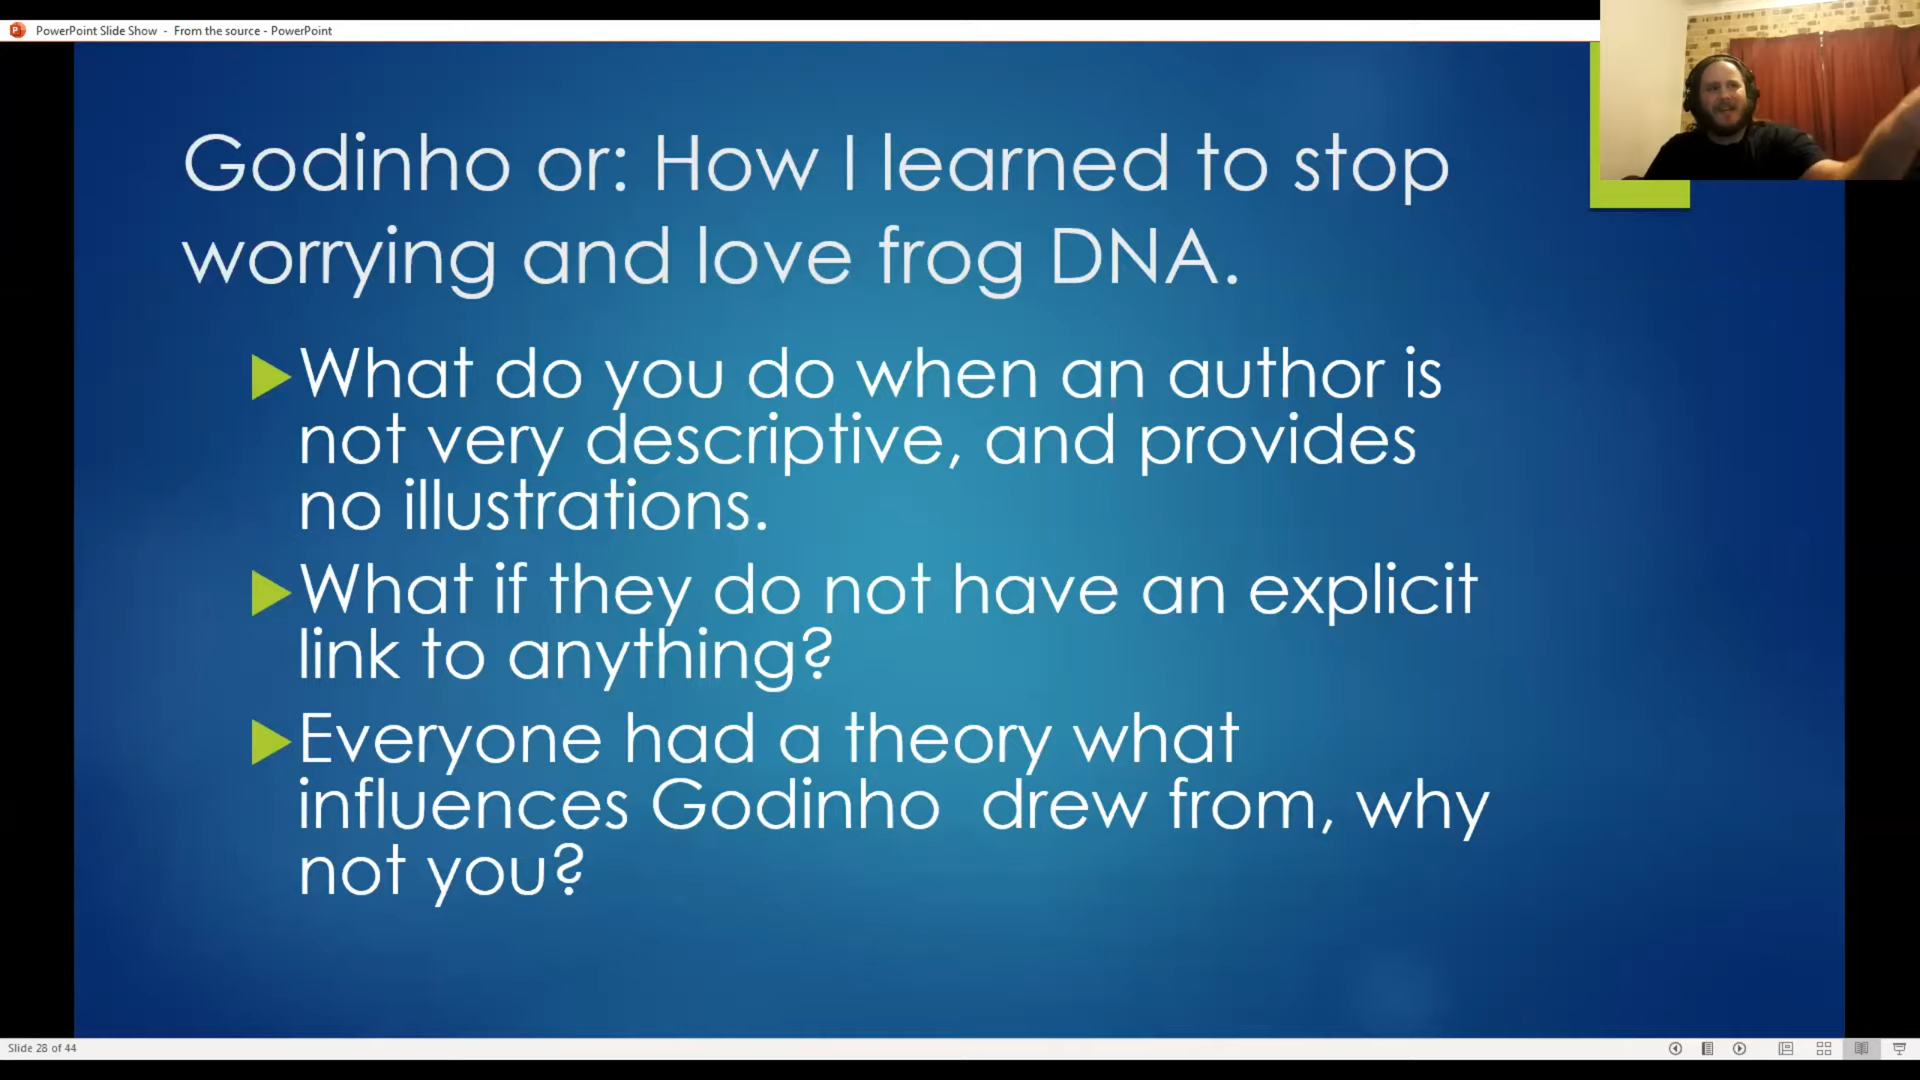 PowerPoint Slide Show - From the source - PowerPoint
Godinho or: How I learned to stop
worrying and love frog DNA.
What do you do when an author is
not very descriptive, and provides
no illustrations.
What if they do not have an explicit
link to anything?
Everyone had a theory what
influences Godinho drew from, why
not you?
Slide 28 of 44